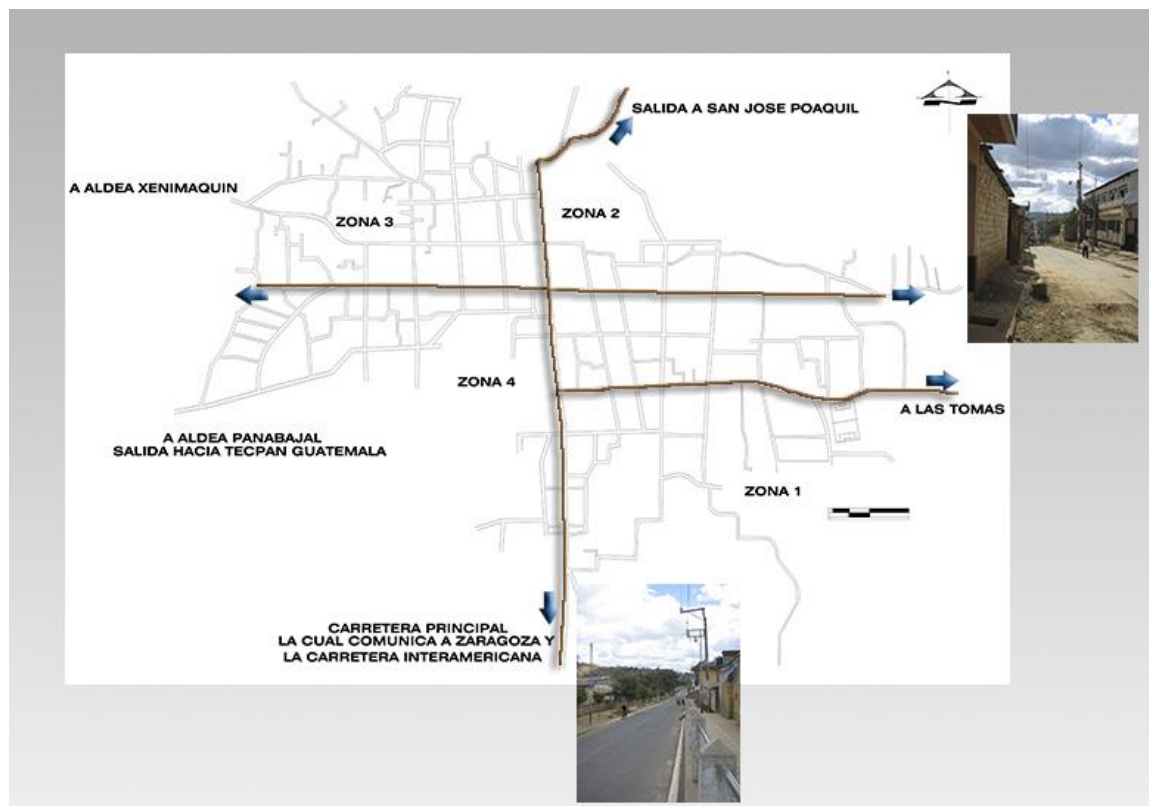 SALIDA A SAN JOSE POAQUIL
A ALDEA XENIMAQUIN
ZONA 3
ZONA 2
ZONA 4
A LAS TOMAS
A ALDEA PANABAJAL
SALIDA HACIA TECPAN GUATEMALA
ZONA 1
CARRETERA PRINCIPAL
LA CUAL COMUNICA A ZARAGOZA Y
LA CARRETERA INTERAMERICANA